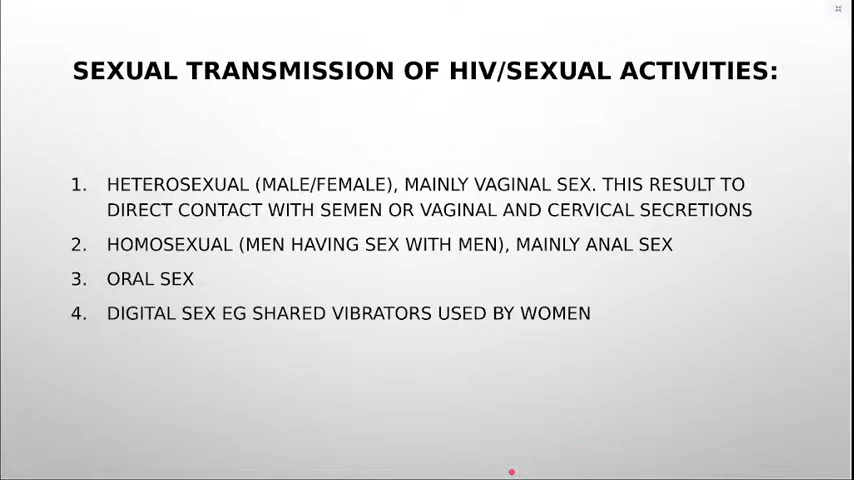 SEXUAL TRANSMISSION OF HIV/SEXUAL ACTIVITIES:
1. HETEROSEXUAL (MALE/FEMALE), MAINLY VAGINAL SEX. THIS RESULT TO
DIRECT CONTACT WITH SEMEN OR VAGINAL AND CERVICAL SECRETIONS
2. HOMOSEXUAL (MEN HAVING SEX WITH MEN), MAINLY ANAL SEX
3. ORAL SEX
4. DIGITAL SEX EG SHARED VIBRATORS USED BY WOMEN